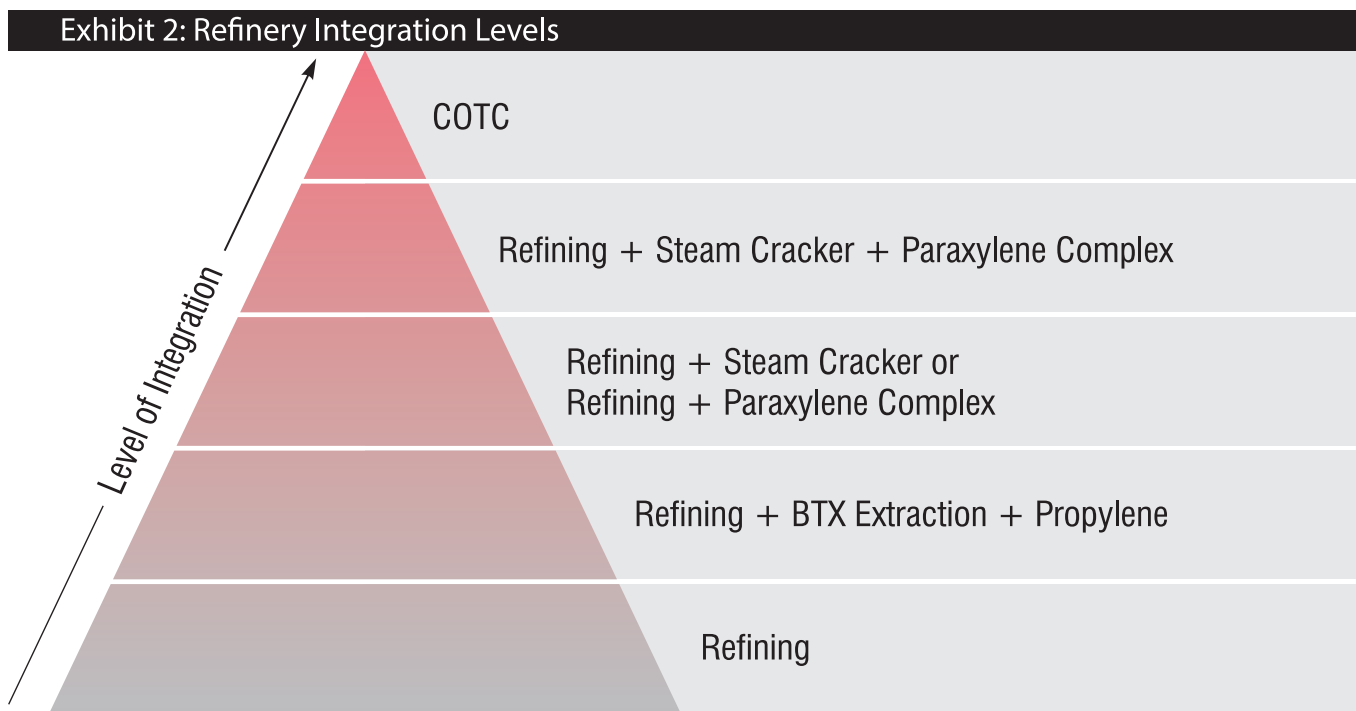 Exhibit 2: Refinery Integration Levels
COTC
Refining + Steam Cracker + Paraxylene Complex
Level of Integration
Refining + Steam Cracker or
Refining + Paraxylene Complex
Refining + BTX Extraction + Propylene
Refining